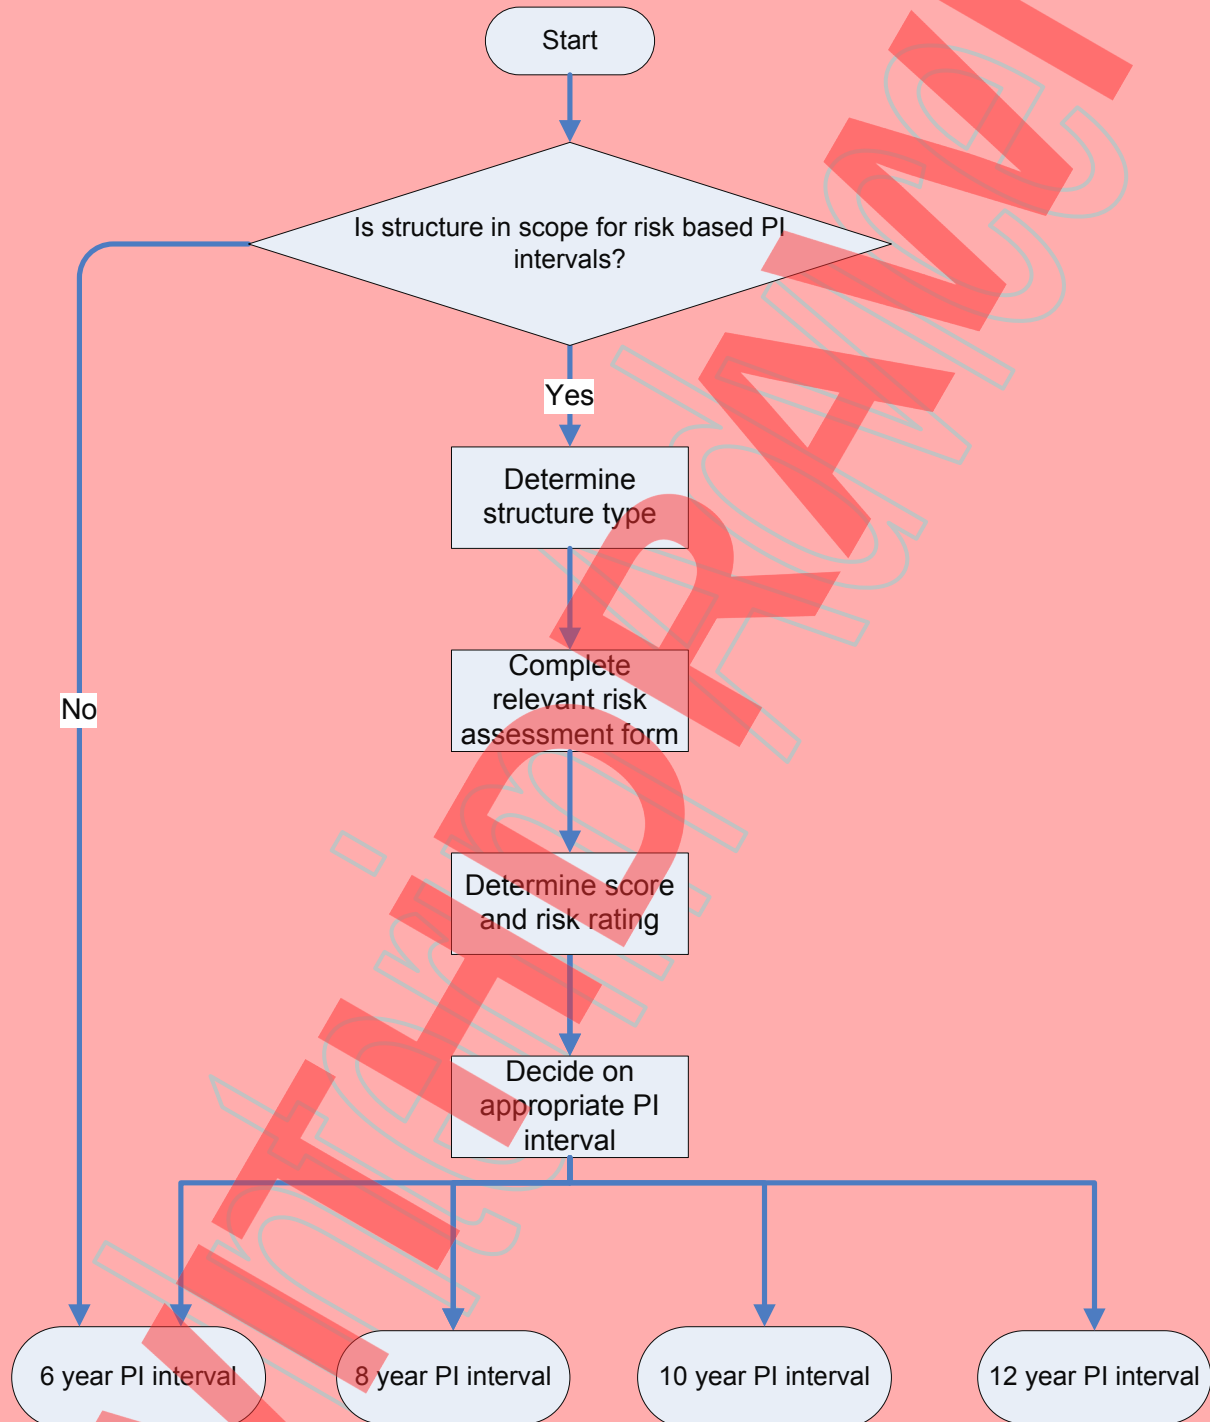 Start
Is structure in scope for risk based PI
intervals?
Yes
Determine
structure type
No
Complete
relevant risk
assessment form
Determine score
and risk rating
Decide on
appropriate PI
interval
6 year PI interval
8 year PI interval
10 year PI interval
12 year PI interval
WITHDRAWN